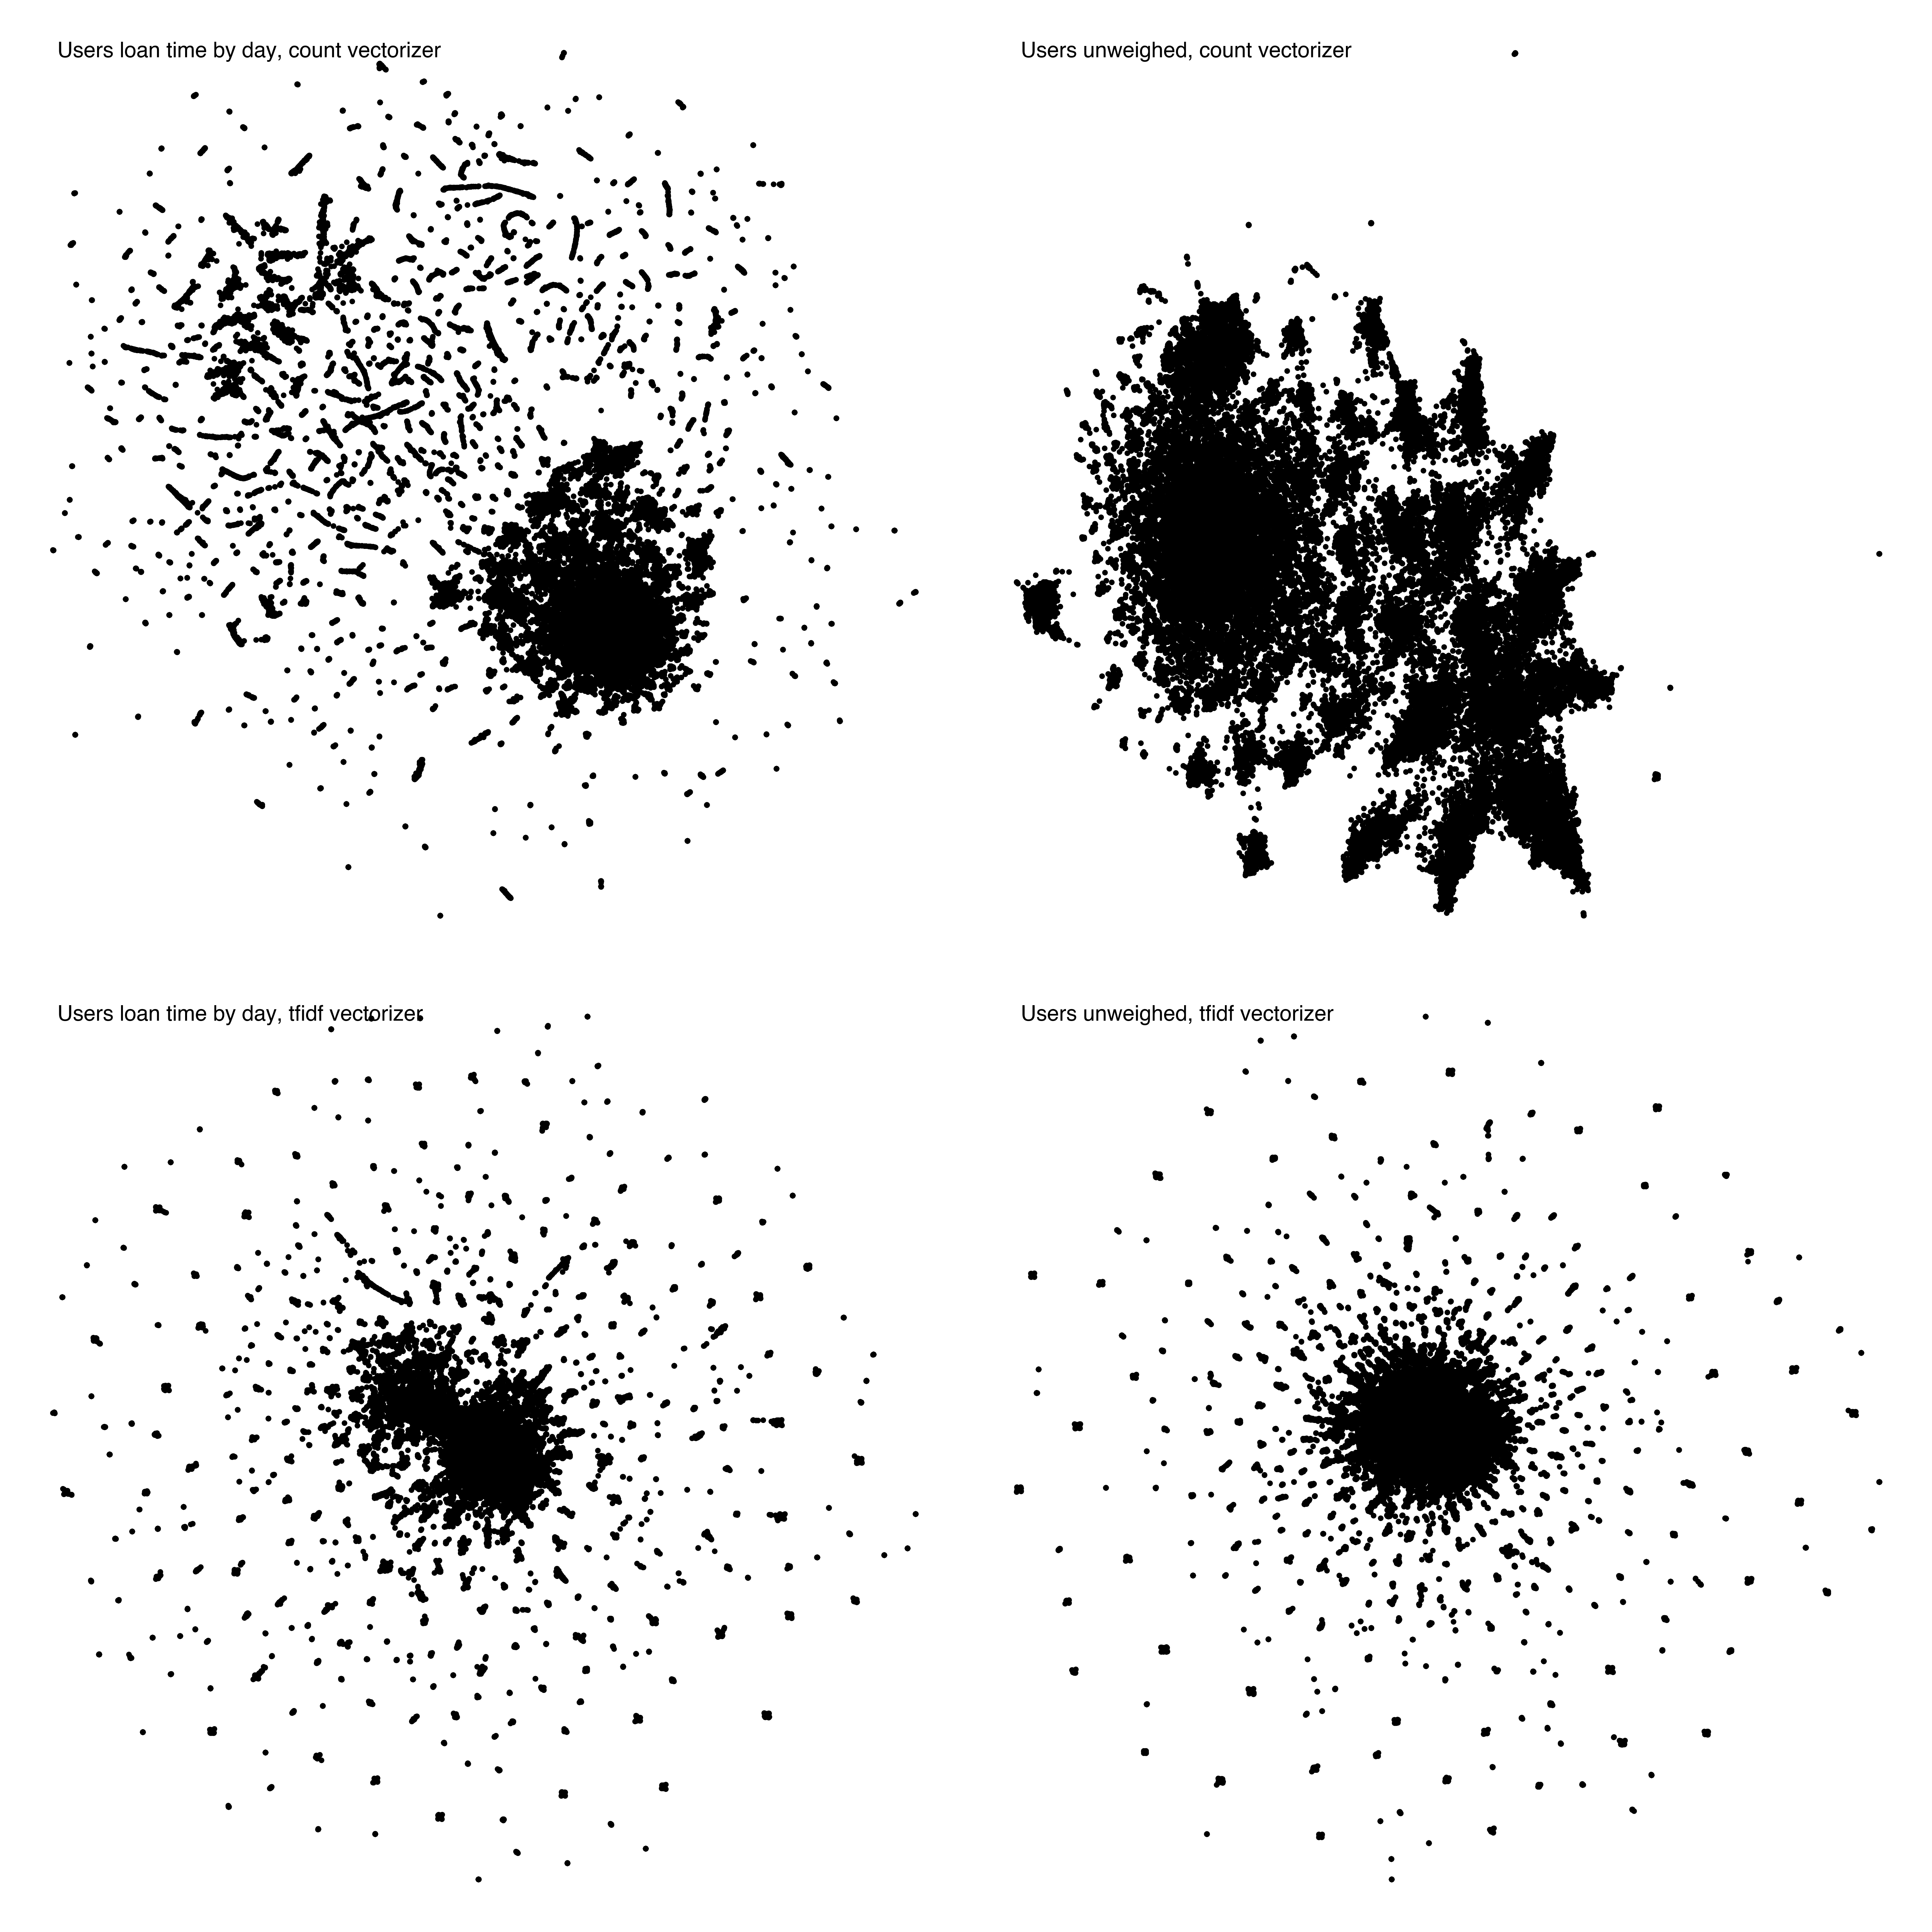 Users loan time by day, count vectorizer
Users unweighed, count vectorizer
Users loan time by day, tfidf vectorizer
Users unweighed, tfidf vectorizer